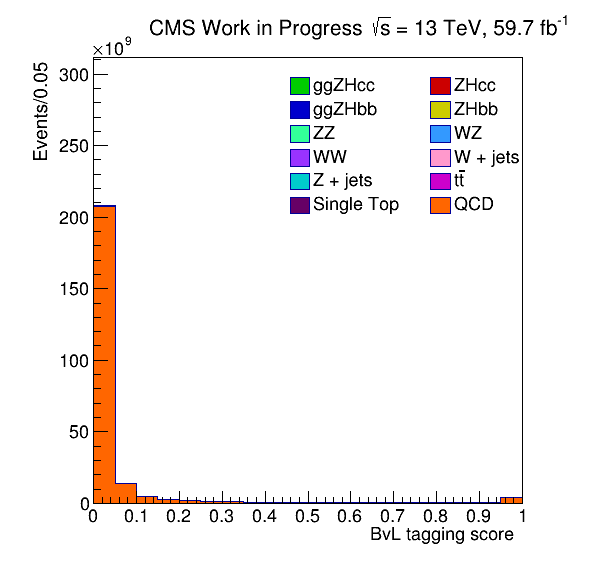 CMS Work in Progress √s = 13 TeV, 59.7 fb⁻¹
×10⁹
Events/0.05
300
250
200
150
100
50
0
ggZHcc ZHcc
ggZHbb ZHbb
ZZ WZ
WW W + jets
Z + jets tt̄
Single Top QCD
0 0.1 0.2 0.3 0.4 0.5 0.6 0.7 0.8 0.9 1
BvL tagging score